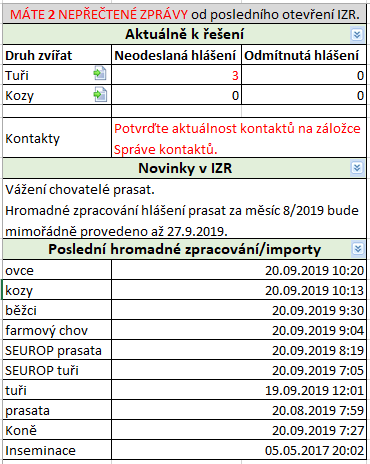 MÁTE 2 NEPŘEČTENÉ ZPRÁVY od posledního otevření IZR.
Aktuálně k řešení
Druh zvířat Neodeslaná hlášení Odmítnutá hlášení
Tuři 3 0
Kozy 0 0
Kontakty Potvrďte aktuálnost kontaktů na záložce
Správe kontaktů.
Novinky v IZR
Vážení chovatelé prasat.
Hromadné zpracování hlášení prasat za měsíc 8/2019 bude
mimořádně provedeno až 27.9.2019.
Poslední hromadné zpracování/importy
ovce 20.09.2019 10:20
kozy 20.09.2019 10:13
běžci 20.09.2019 9:30
farmový chov 20.09.2019 9:04
SEUROP prasata 20.09.2019 8:19
SEUROP tuři 20.09.2019 7:05
tuři 19.09.2019 12:01
prasata 20.08.2019 7:59
Koně 20.09.2019 7:27
Inseminace 05.05.2017 20:02